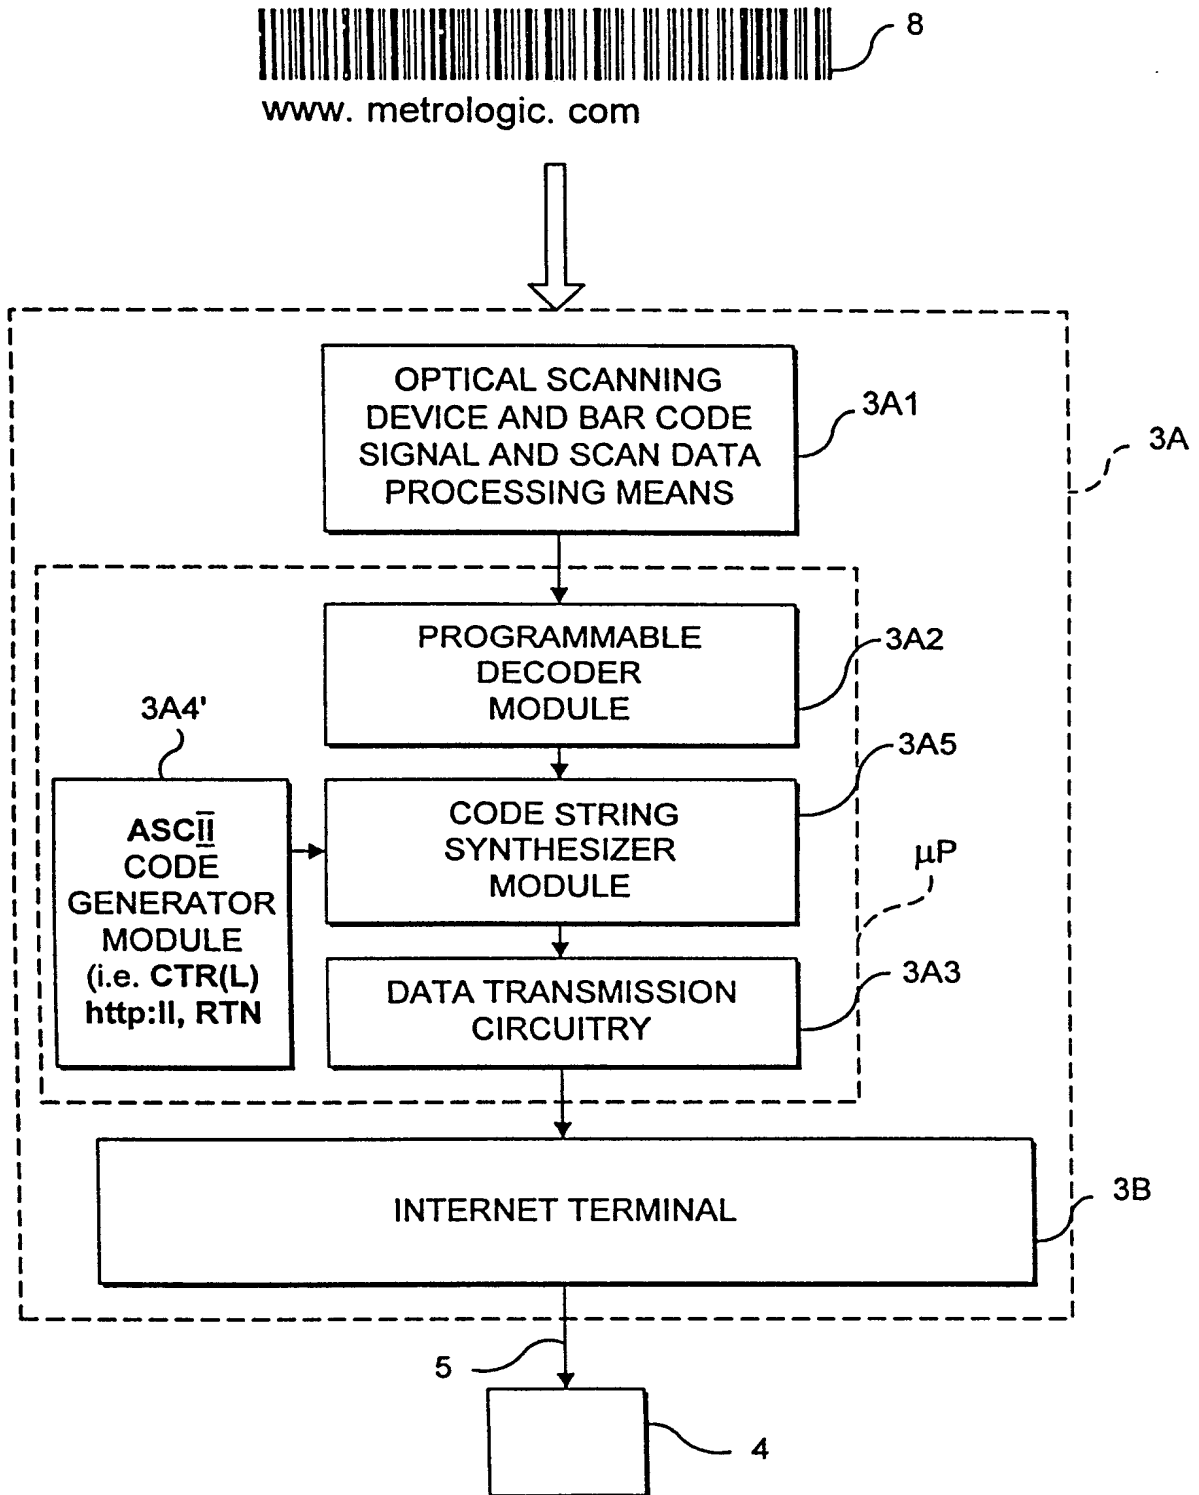 8
www. metrologic. com
OPTICAL SCANNING
DEVICE AND BAR CODE
SIGNAL AND SCAN DATA
PROCESSING MEANS
3A1
3A
PROGRAMMABLE
DECODER
MODULE
3A2
3A4'
ASCII
CODE
GENERATOR
MODULE
(i.e. CTR(L)
http:II, RTN
CODE STRING
SYNTHESIZER
MODULE
3A5
μP
DATA TRANSMISSION
CIRCUITRY
3A3
INTERNET TERMINAL
3B
5
4